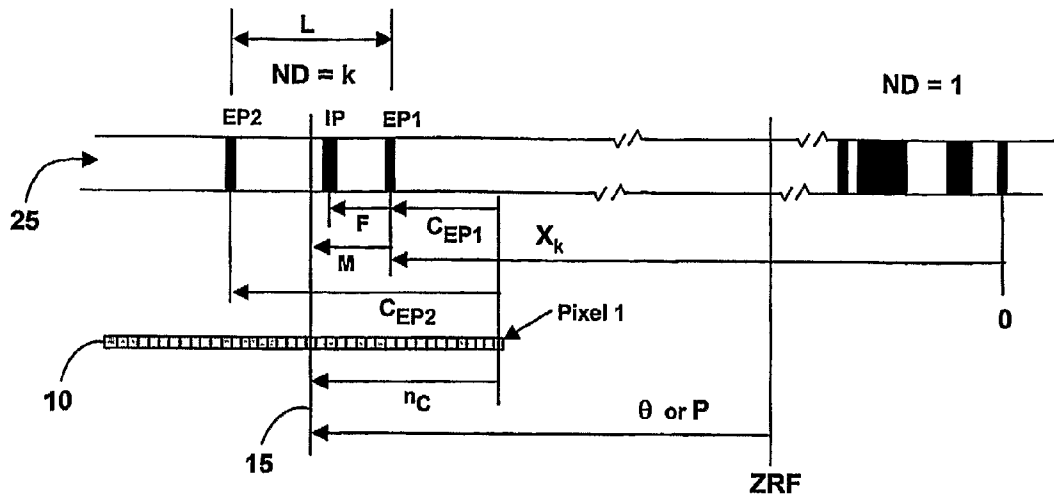 L
ND = k
ND = 1
EP2
IP
EP1
25
F
C_EP1
M
X_k
C_EP2
Pixel 1
0
10
n_C
15
θ or P
ZRF